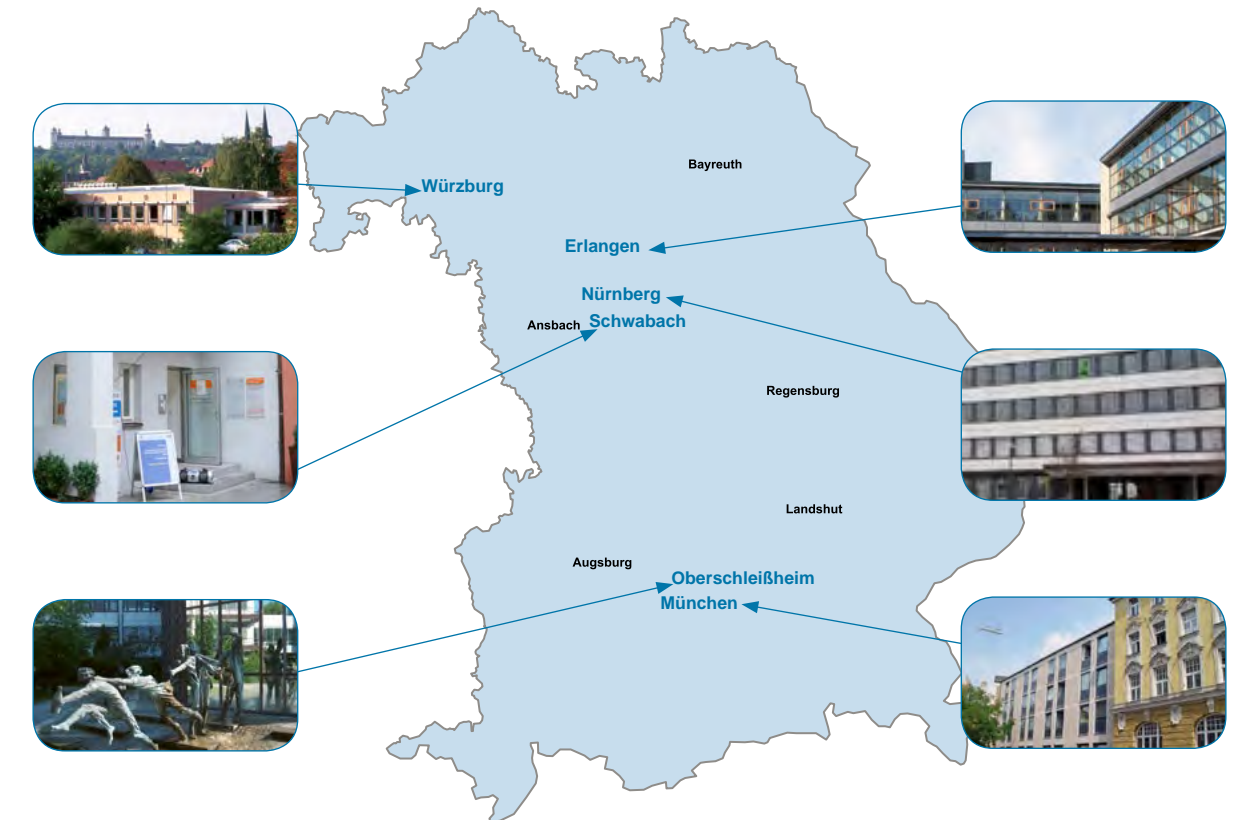 Bayreuth
Würzburg
Erlangen
Nürnberg
Schwabach
Ansbach
Regensburg
Landshut
Augsburg
Oberschleißheim
München